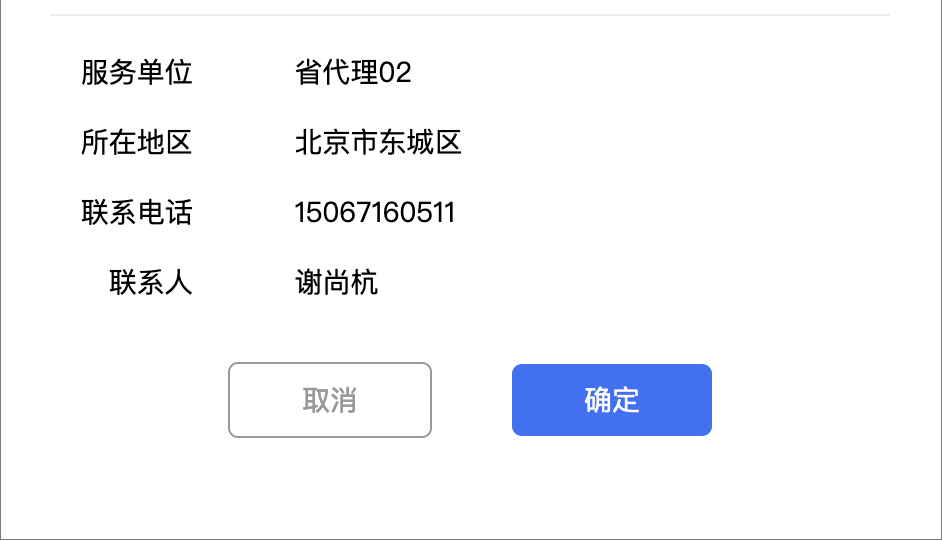 服务单位 省代理02
所在地区 北京市东城区
联系电话 15067160511
联系人 谢尚杭
取消 确定